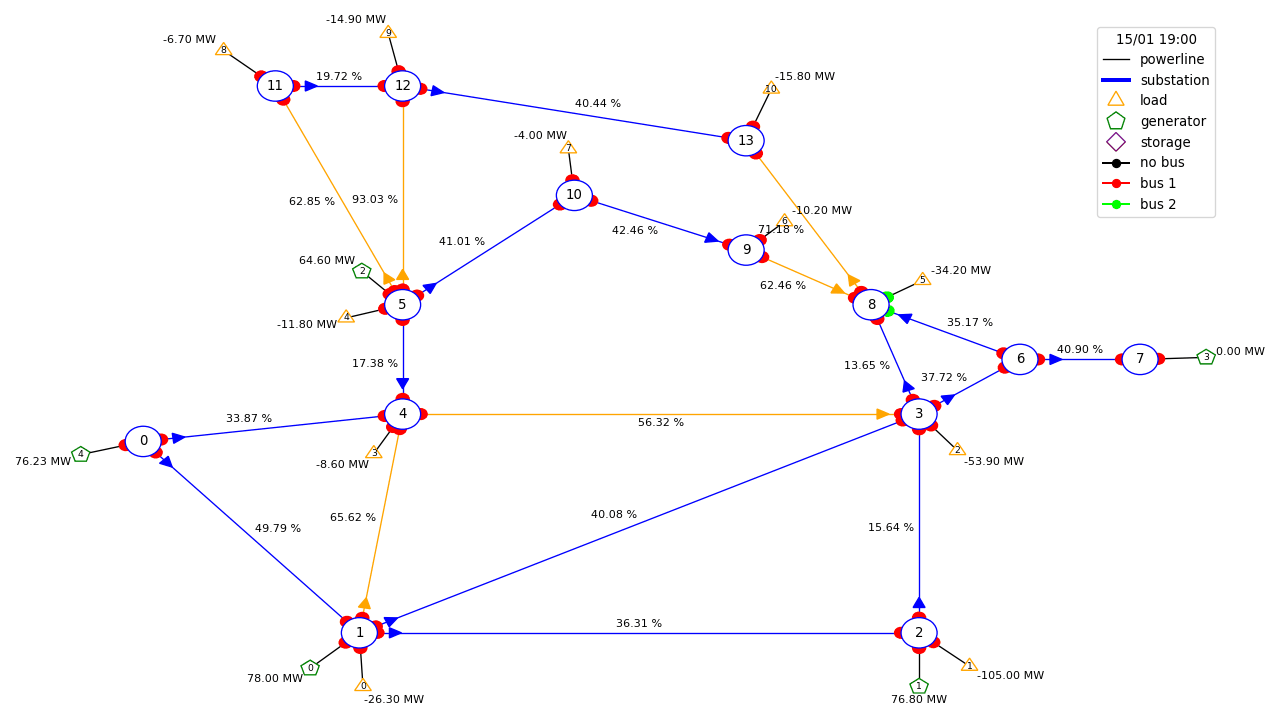 -14.90 MW
9
-6.70 MW
8
15/01 19:00
powerline
substation
load
generator
storage
no bus
bus 1
bus 2
11
19.72 %
12
-15.80 MW
10
40.44 %
13
-4.00 MW
7
10
62.85 %
93.03 %
41.01 %
42.46 %
-10.20 MW
6
71.18 %
9
64.60 MW
2
62.46 %
-34.20 MW
5
5
8
-11.80 MW
4
35.17 %
17.38 %
13.65 %
6
40.90 %
7
3
0.00 MW
37.72 %
33.87 %
4
56.32 %
3
0
76.23 MW
4
-8.60 MW
3
2
-53.90 MW
49.79 %
65.62 %
40.08 %
15.64 %
36.31 %
1
2
78.00 MW
0
0
-26.30 MW
1
76.80 MW
1
-105.00 MW